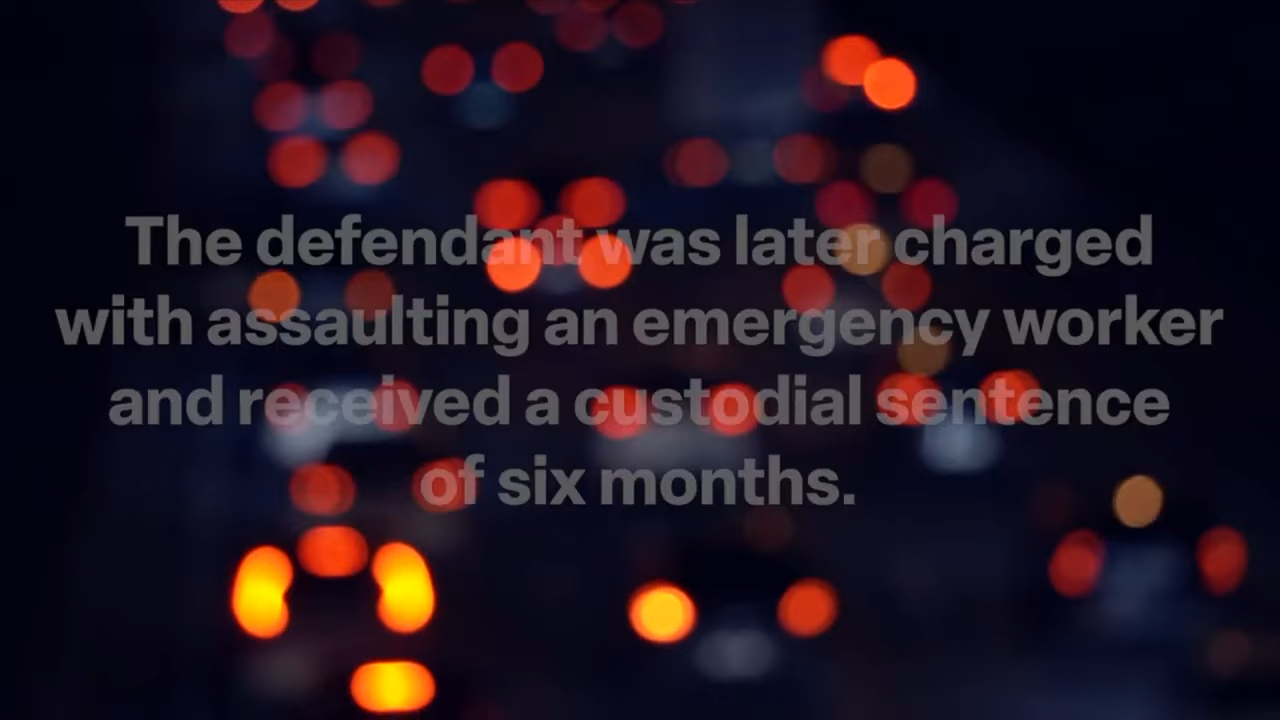 The defendant was later charged
with assaulting an emergency worker
and received a custodial sentence
of six months.